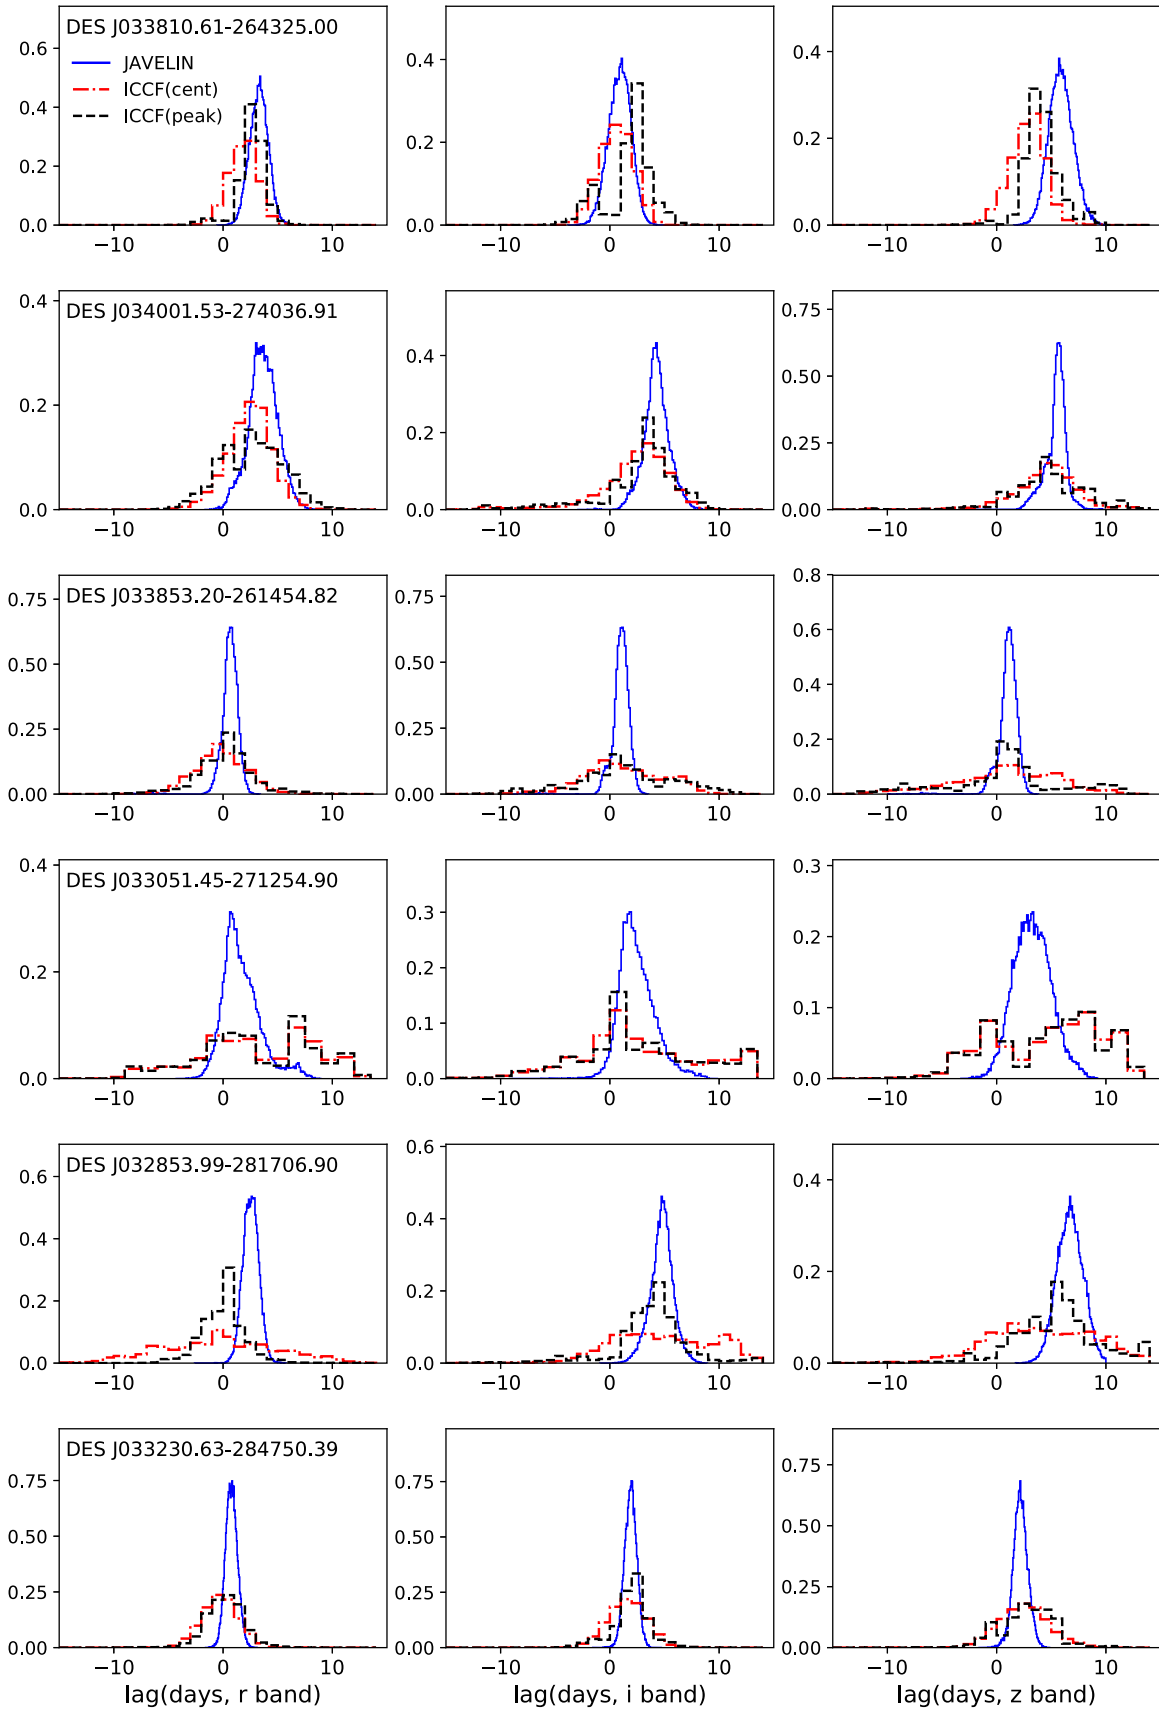 DES J033810.61-264325.00
JAVELIN
ICCF(cent)
ICCF(peak)
0.6
0.4
0.2
0.0
−10 0 10
0.4
0.2
0.0
−10 0 10
0.4
0.2
0.0
−10 0 10
DES J034001.53-274036.91
0.4
0.2
0.0
−10 0 10
0.4
0.2
0.0
−10 0 10
0.75
0.50
0.25
0.00
−10 0 10
DES J033853.20-261454.82
0.75
0.50
0.25
0.00
−10 0 10
0.75
0.50
0.25
0.00
−10 0 10
0.8
0.6
0.4
0.2
0.0
−10 0 10
DES J033051.45-271254.90
0.4
0.2
0.0
−10 0 10
0.3
0.2
0.1
0.0
−10 0 10
0.3
0.2
0.1
0.0
−10 0 10
DES J032853.99-281706.90
0.6
0.4
0.2
0.0
−10 0 10
0.6
0.4
0.2
0.0
−10 0 10
0.4
0.2
0.0
−10 0 10
DES J033230.63-284750.39
0.75
0.50
0.25
0.00
−10 0 10
lag(days, r band)
0.75
0.50
0.25
0.00
−10 0 10
lag(days, i band)
0.75
0.50
0.25
0.00
−10 0 10
lag(days, z band)